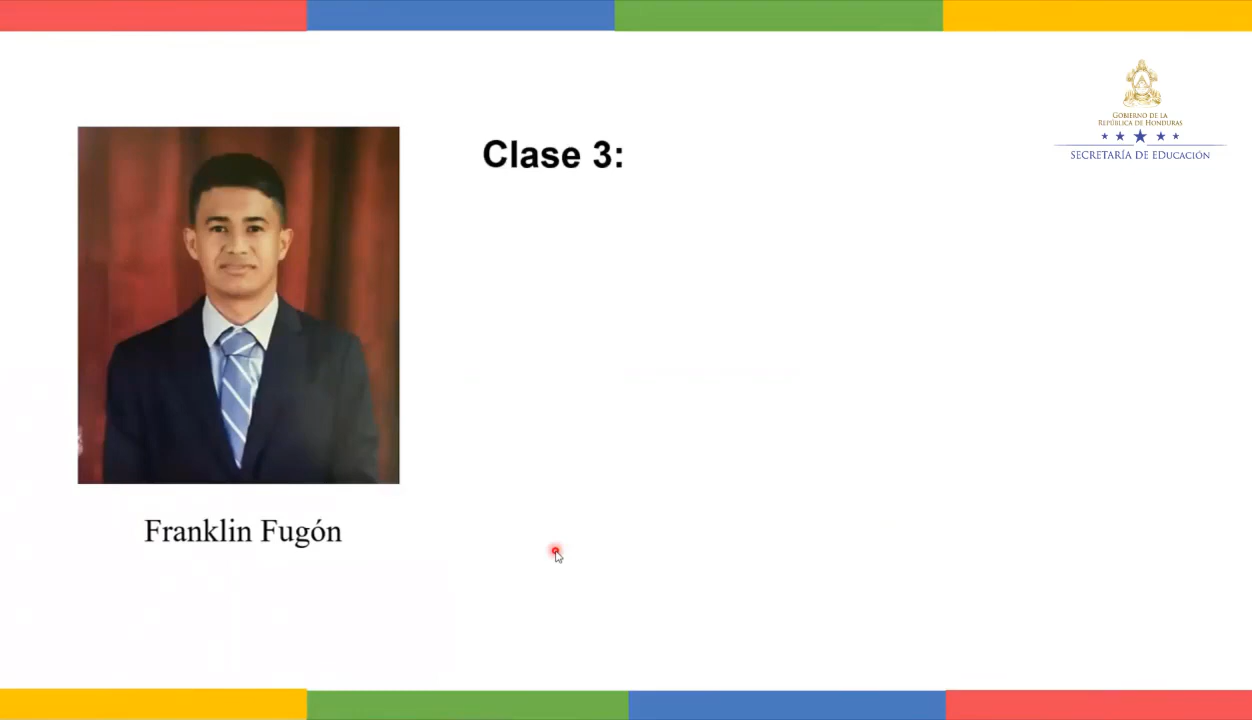 Clase 3:
GOBIERNO DE LA
REPÚBLICA DE HONDURAS
SECRETARÍA DE EDUCACIÓN
Franklin Fugón